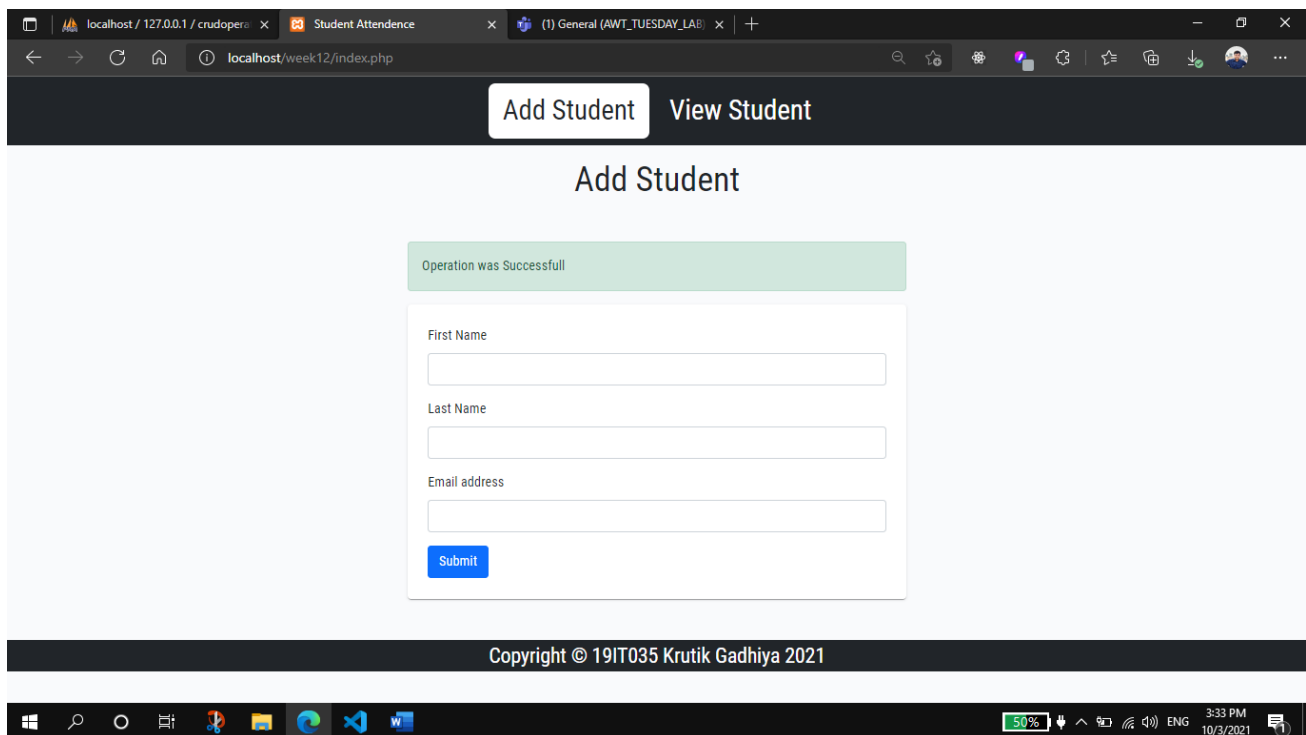 localhost / 127.0.0.1 / crudopera
Student Attendence
(1) General (AWT_TUESDAY_LAB)
localhost/week12/index.php
Add Student
View Student
Add Student
Operation was Successfull
First Name
Last Name
Email address
Submit
Copyright © 19IT035 Krutik Gadhiya 2021
50%
ENG
3:33 PM
10/3/2021
1